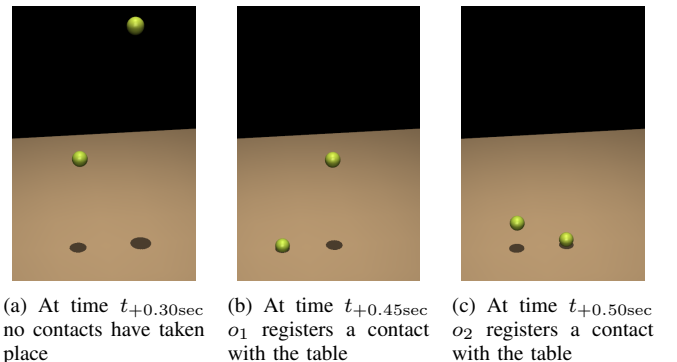 (a) At time t+0.30sec
no contacts have taken
place
(b) At time t+0.45sec
o1 registers a contact
with the table
(c) At time t+0.50sec
o2 registers a contact
with the table